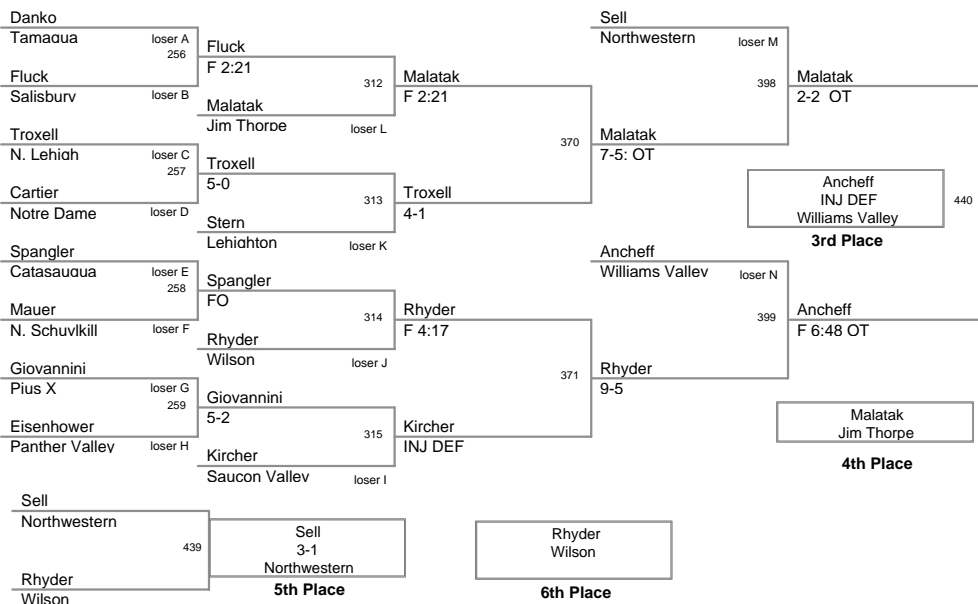 Danko
Tamaqua
loser A
256
Fluck
Salisbury
loser B
Fluck
F 2:21
312
Malatak
Jim Thorpe
loser L
Malatak
F 2:21
Troxell
N. Lehigh
loser C
257
Cartier
Notre Dame
loser D
Troxell
5-0
313
Stern
Lehighton
loser K
Troxell
4-1
370
Malatak
7-5: OT
Sell
Northwestern
loser M
398
Malatak
2-2 OT
Ancheff
INJ DEF
Williams Valley
3rd Place
440
Spangler
Catasauqua
loser E
258
Mauer
N. Schuylkill
loser F
Spangler
FO
314
Rhyder
Wilson
loser J
Rhyder
F 4:17
Giovannini
Pius X
loser G
259
Eisenhower
Panther Valley
loser H
Giovannini
5-2
315
Kircher
Saucon Valley
loser I
Kircher
INJ DEF
371
Rhyder
9-5
Ancheff
Williams Valley
loser N
399
Ancheff
F 6:48 OT
Malatak
Jim Thorpe
4th Place
Sell
Northwestern
439
Rhyder
Wilson
Sell
3-1
Northwestern
5th Place
Rhyder
Wilson
6th Place